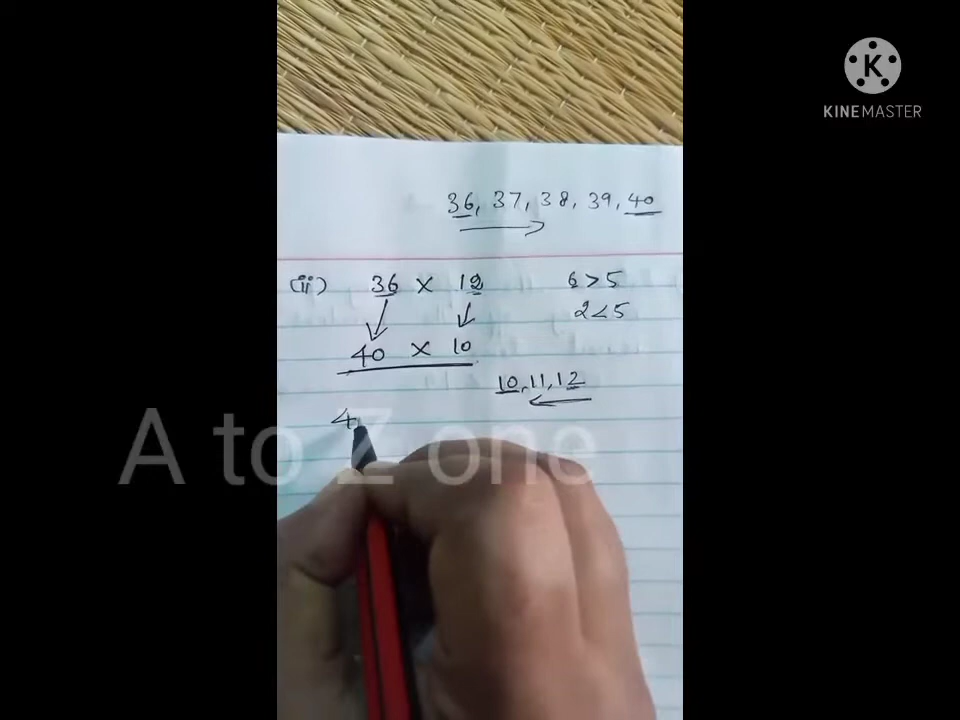 KINEMASTER
36, 37, 38, 39, 40
(ii) 36 × 12 6 > 5
2 < 5
40 × 10
10, 11, 12
4
A to Z one